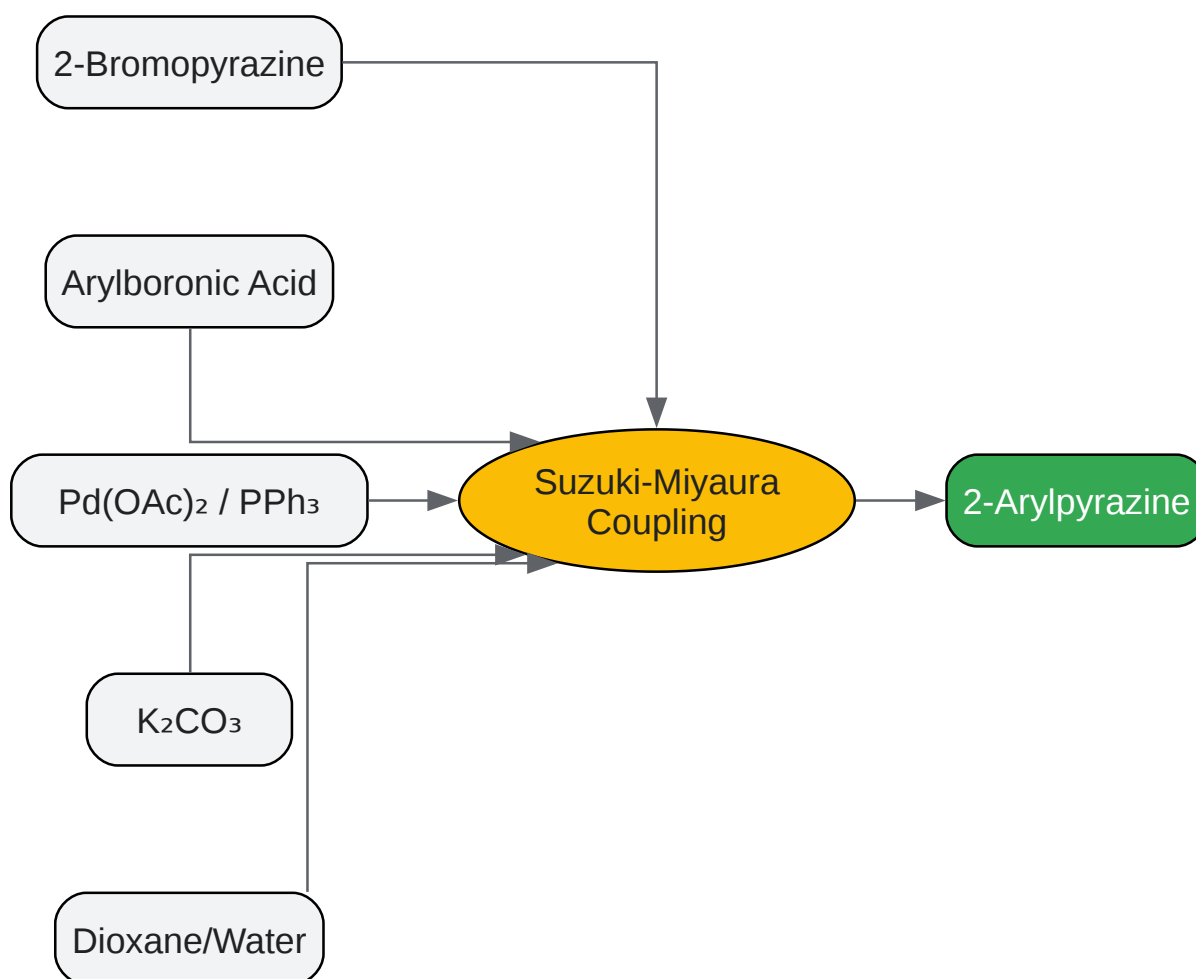 2-Bromopyrazine
Arylboronic Acid
Pd(OAc)₂ / PPh₃
Suzuki-Miyaura
Coupling
2-Arylpyrazine
K₂CO₃
Dioxane/Water